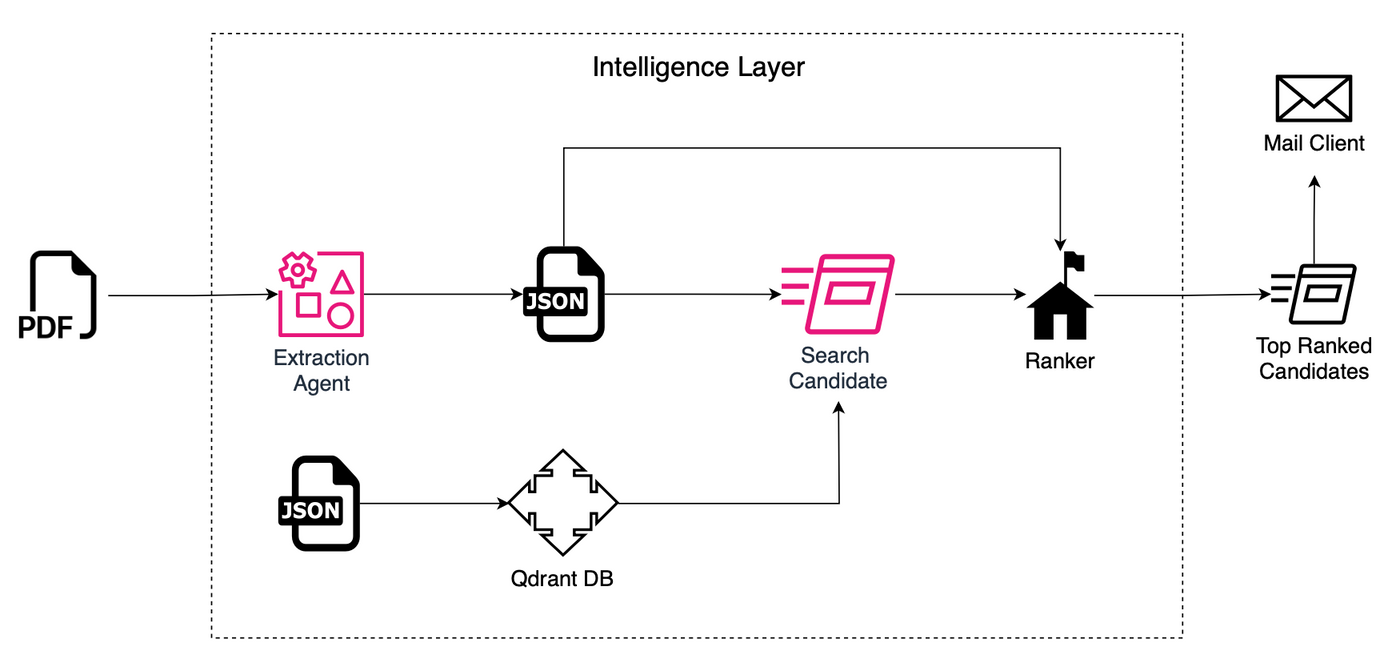 Intelligence Layer
Mail Client
PDF
Extraction
Agent
JSON
Search
Candidate
Ranker
Top Ranked
Candidates
JSON
Qdrant DB